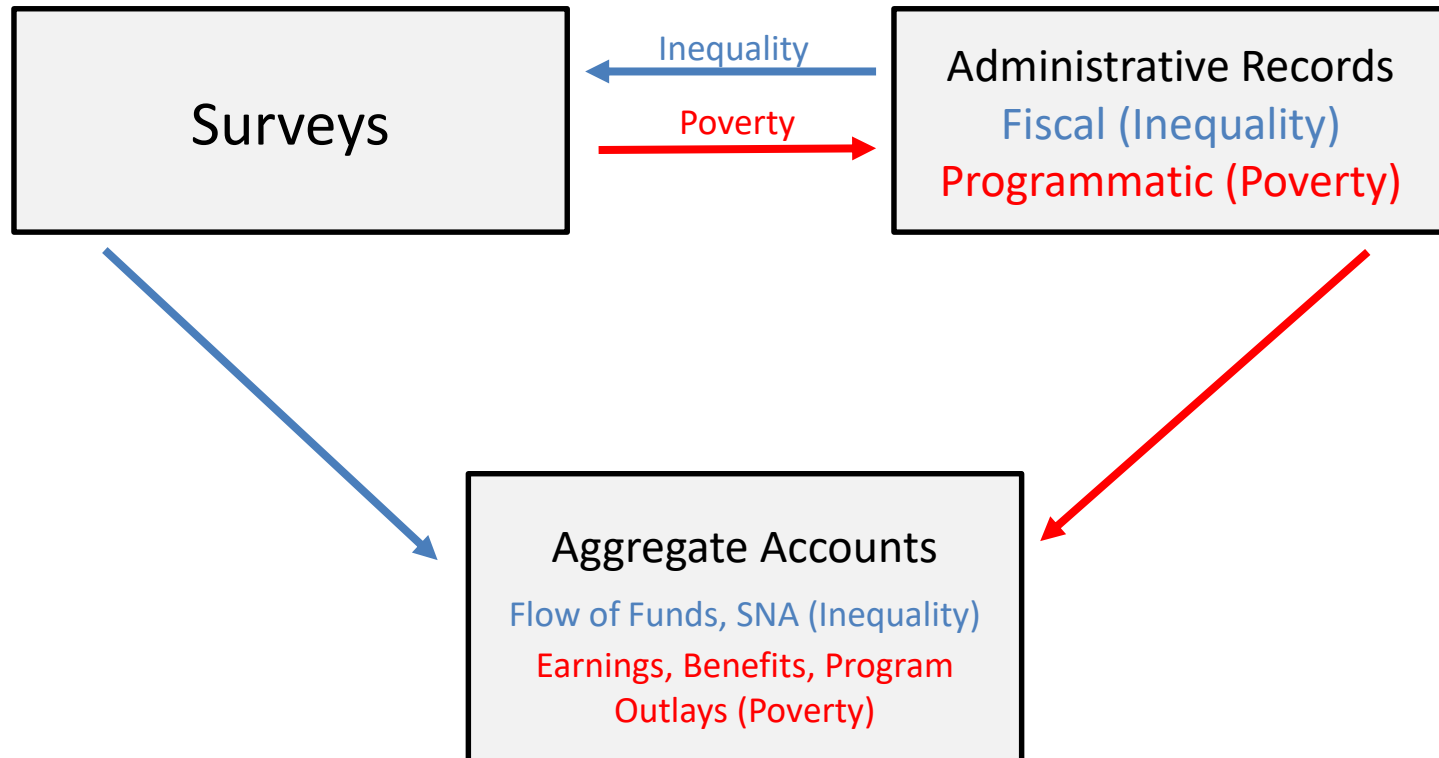 Surveys
Inequality
Poverty
Administrative Records
Fiscal (Inequality)
Programmatic (Poverty)
Aggregate Accounts
Flow of Funds, SNA (Inequality)
Earnings, Benefits, Program
Outlays (Poverty)